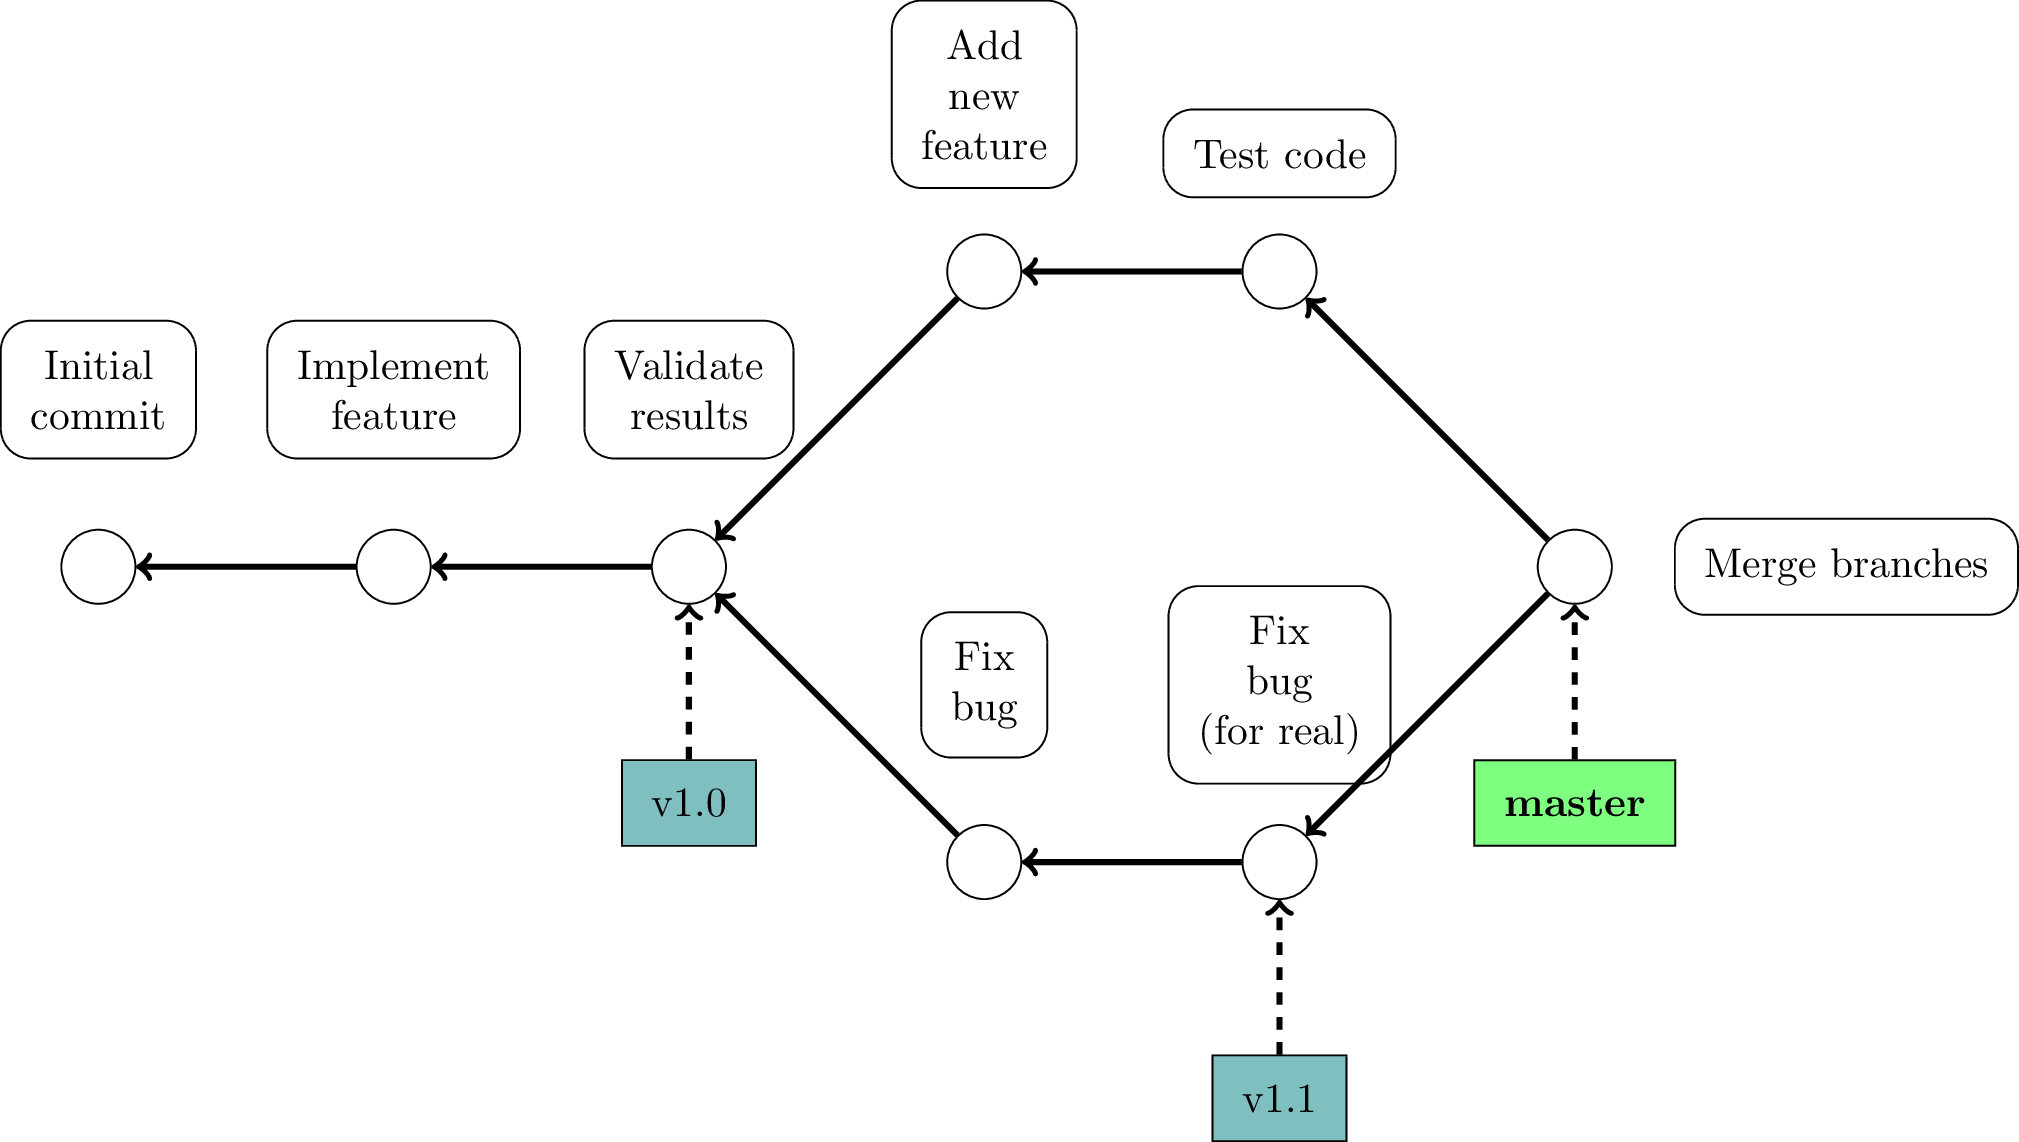 Add
new
feature
Test code
Initial
commit
Implement
feature
Validate
results
Merge branches
Fix
bug
Fix
bug
(for real)
v1.0
master
v1.1